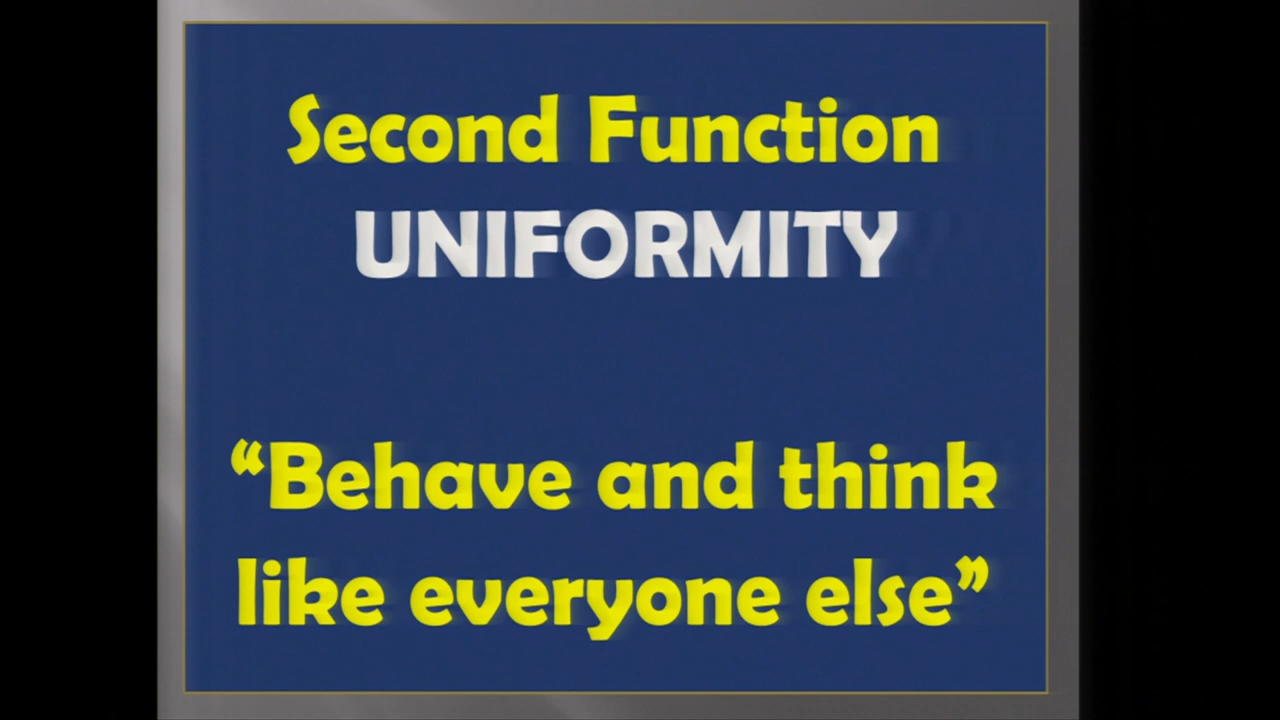 Second Function
UNIFORMITY
“Behave and think
like everyone else”